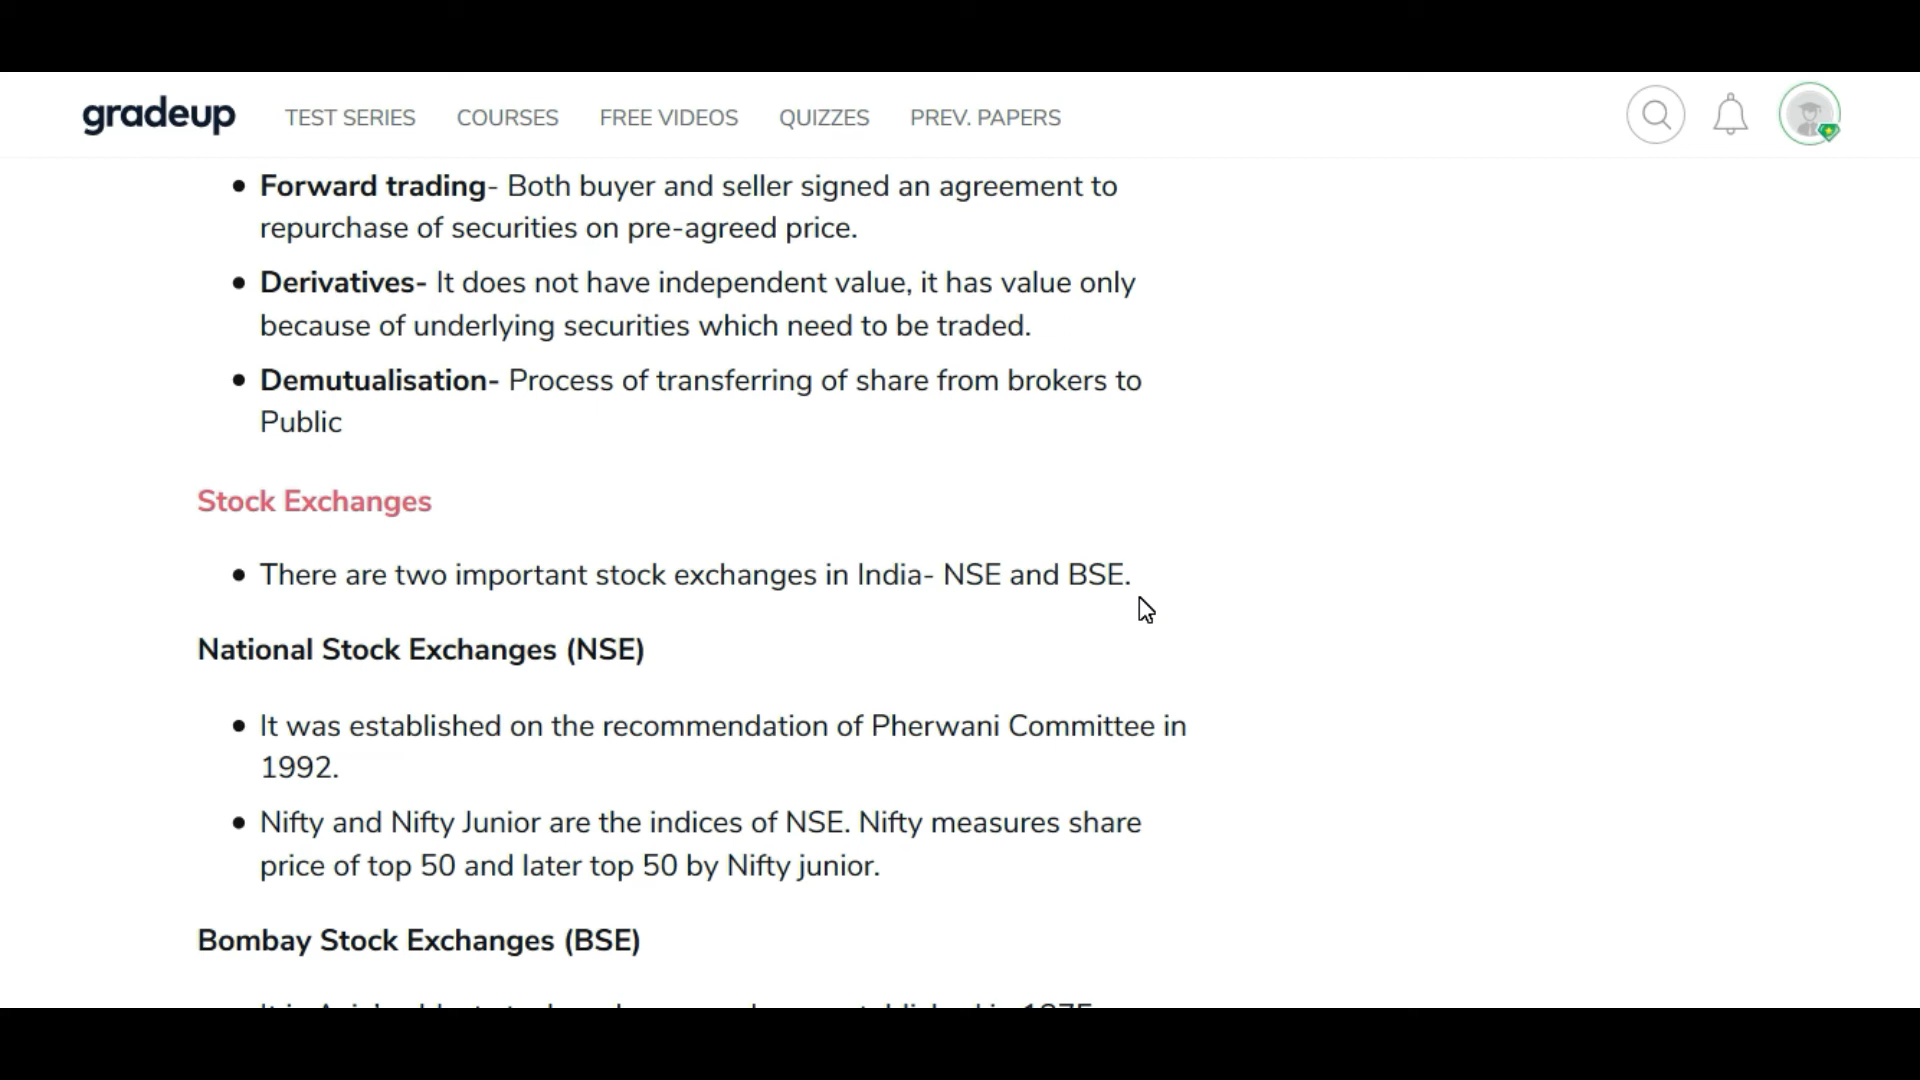 gradeup TEST SERIES COURSES FREE VIDEOS QUIZZES PREV. PAPERS
Forward trading- Both buyer and seller signed an agreement to
repurchase of securities on pre-agreed price.
Derivatives- It does not have independent value, it has value only
because of underlying securities which need to be traded.
Demutualisation- Process of transferring of share from brokers to
Public
Stock Exchanges
There are two important stock exchanges in India- NSE and BSE.
National Stock Exchanges (NSE)
It was established on the recommendation of Pherwani Committee in
1992.
Nifty and Nifty Junior are the indices of NSE. Nifty measures share
price of top 50 and later top 50 by Nifty junior.
Bombay Stock Exchanges (BSE)